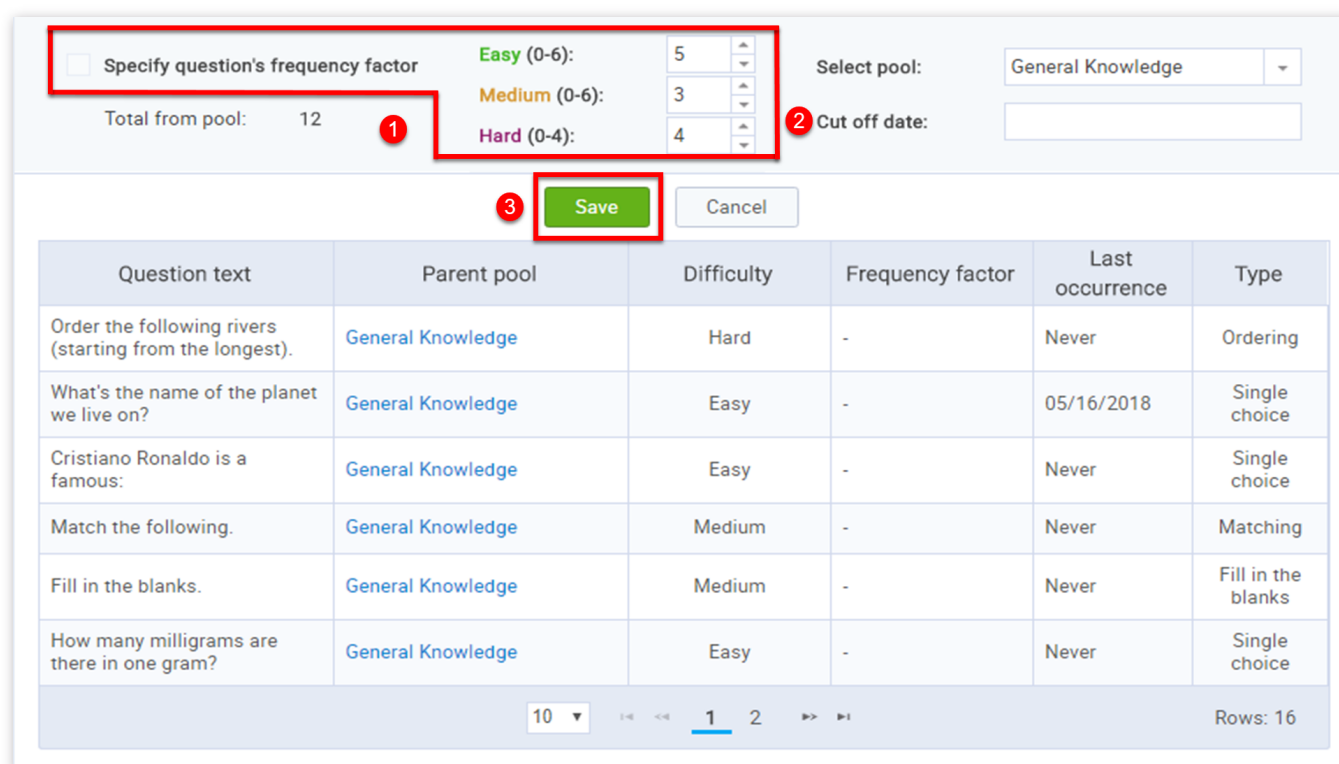 Specify question's frequency factor
Easy (0-6): 5
Medium (0-6): 3
Hard (0-4): 4
Total from pool: 12
1
Select pool: General Knowledge
2 Cut off date:
3 Save Cancel
Question text Parent pool Difficulty Frequency factor Last occurrence Type
Order the following rivers
(starting from the longest). General Knowledge Hard - Never Ordering
What's the name of the planet
we live on? General Knowledge Easy - 05/16/2018 Single choice
Cristiano Ronaldo is a
famous: General Knowledge Easy - Never Single choice
Match the following. General Knowledge Medium - Never Matching
Fill in the blanks. General Knowledge Medium - Never Fill in the blanks
How many milligrams are
there in one gram? General Knowledge Easy - Never Single choice
10 1 2 Rows: 16